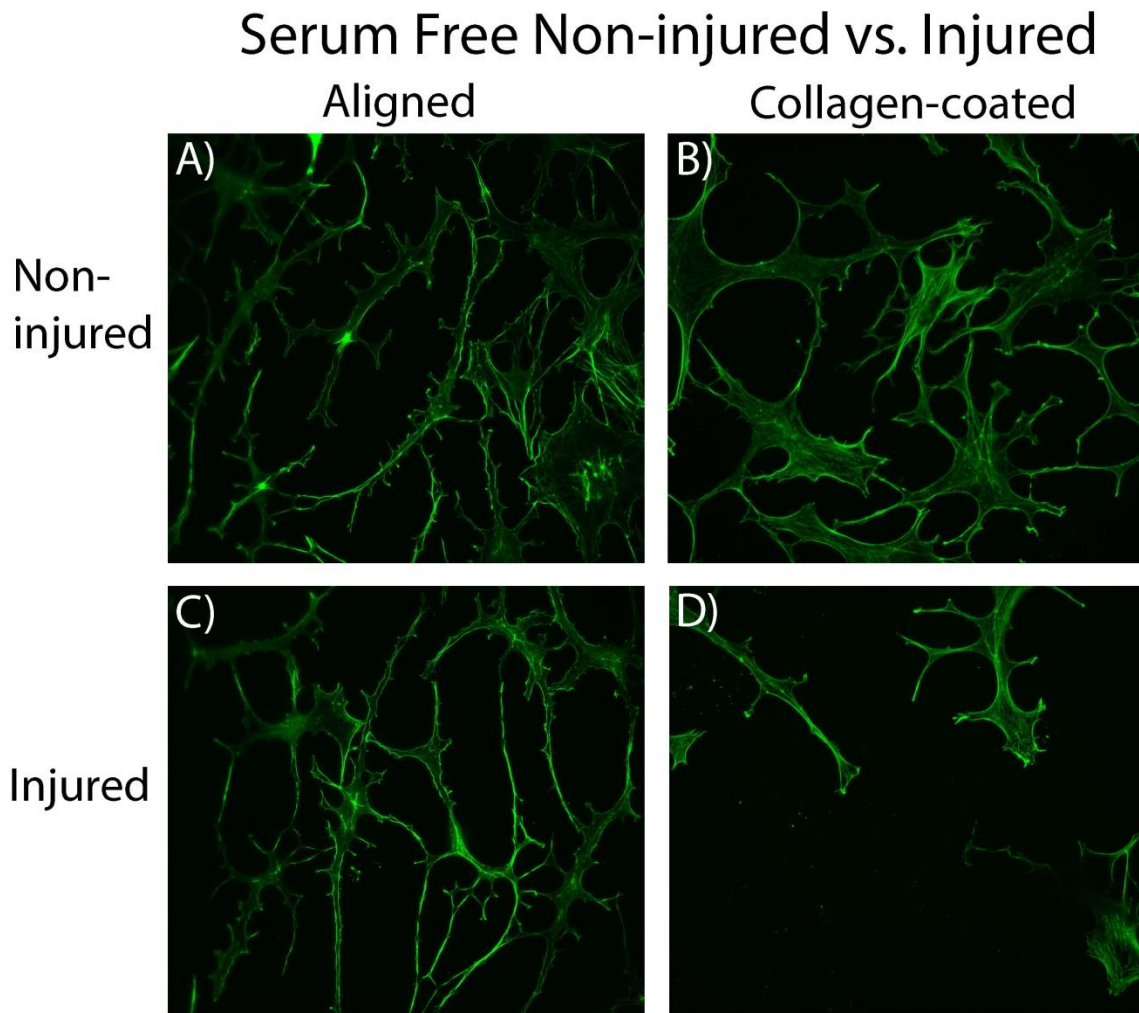 Serum Free Non-injured vs. Injured
Aligned
Collagen-coated
A)
B)
Non-
injured
C)
D)
Injured